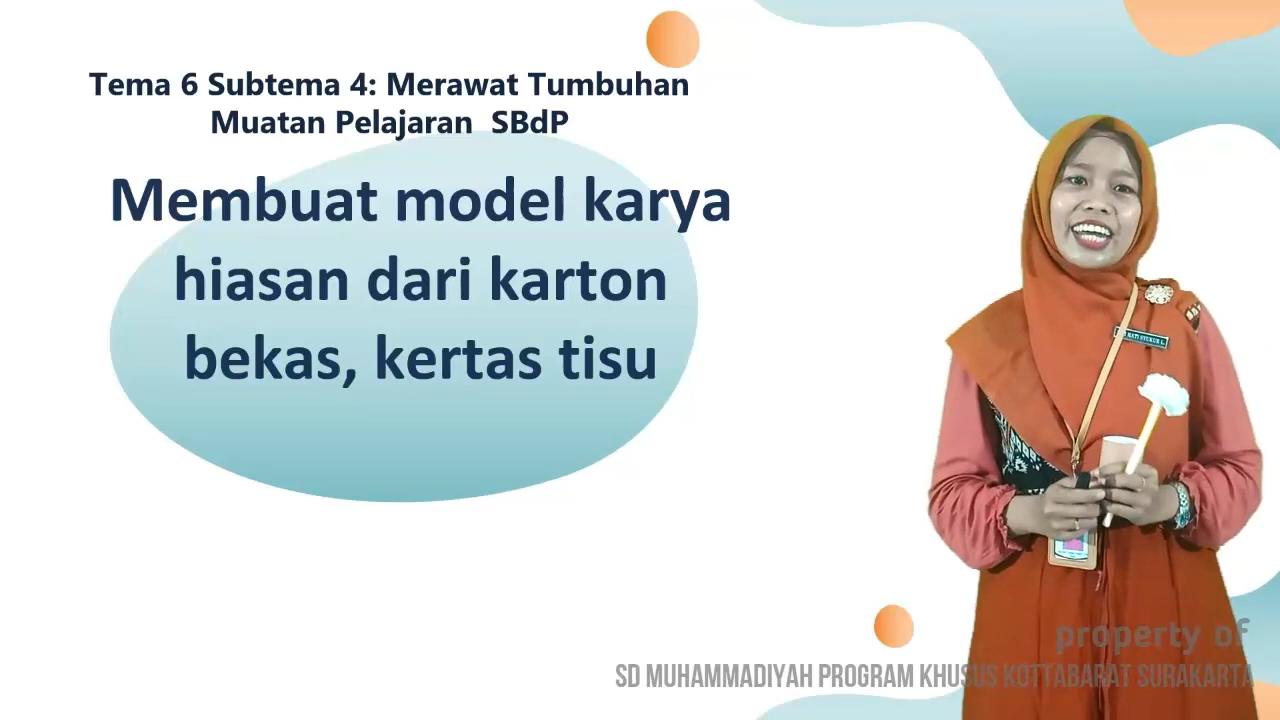 Tema 6 Subtema 4: Merawat Tumbuhan
Muatan Pelajaran SBdP
Membuat model karya
hiasan dari karton
bekas, kertas tisu
property of
SD MUHAMMADIYAH PROGRAM KHUSUS KOTTABARAT SURAKARTA